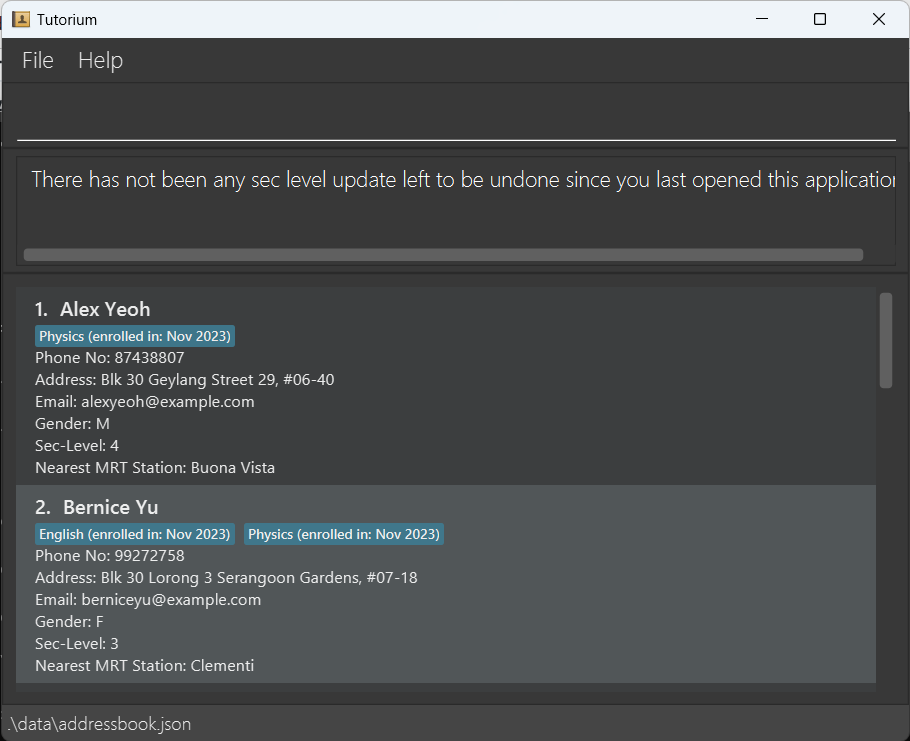 Tutorium
File Help
There has not been any sec level update left to be undone since you last opened this application
1. Alex Yeoh
Physics (enrolled in: Nov 2023)
Phone No: 87438807
Address: Blk 30 Geylang Street 29, #06-40
Email: alexyeoh@example.com
Gender: M
Sec-Level: 4
Nearest MRT Station: Buona Vista
2. Bernice Yu
English (enrolled in: Nov 2023) Physics (enrolled in: Nov 2023)
Phone No: 99272758
Address: Blk 30 Lorong 3 Serangoon Gardens, #07-18
Email: berniceyu@example.com
Gender: F
Sec-Level: 3
Nearest MRT Station: Clementi
.\data\addressbook.json